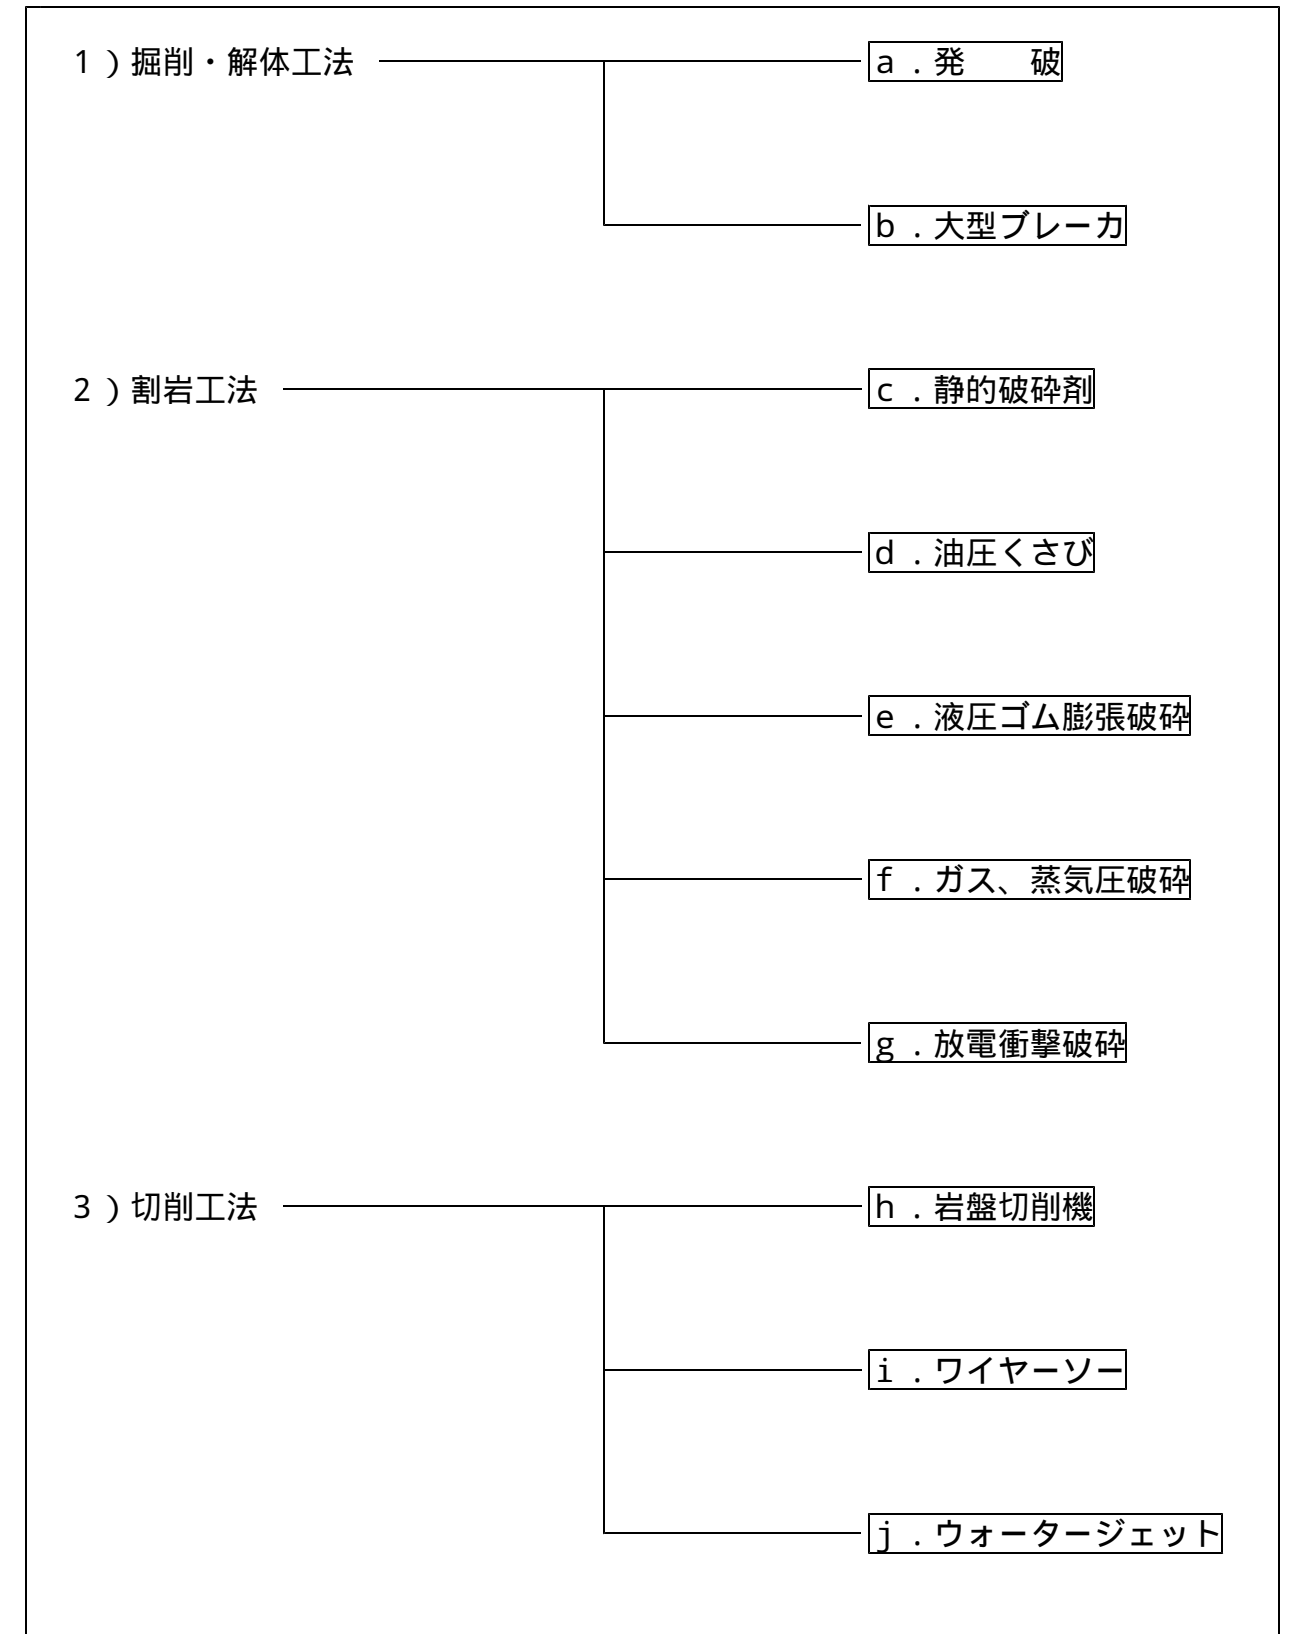 1）掘削・解体工法　a．発　　破
b．大型ブレーカ
2）割岩工法　c．静的破砕剤
d．油圧くさび
e．液圧ゴム膨張破砕
f．ガス、蒸気圧破砕
g．放電衝撃破砕
3）切削工法　h．岩盤切削機
i．ワイヤーソー
j．ウォータージェット